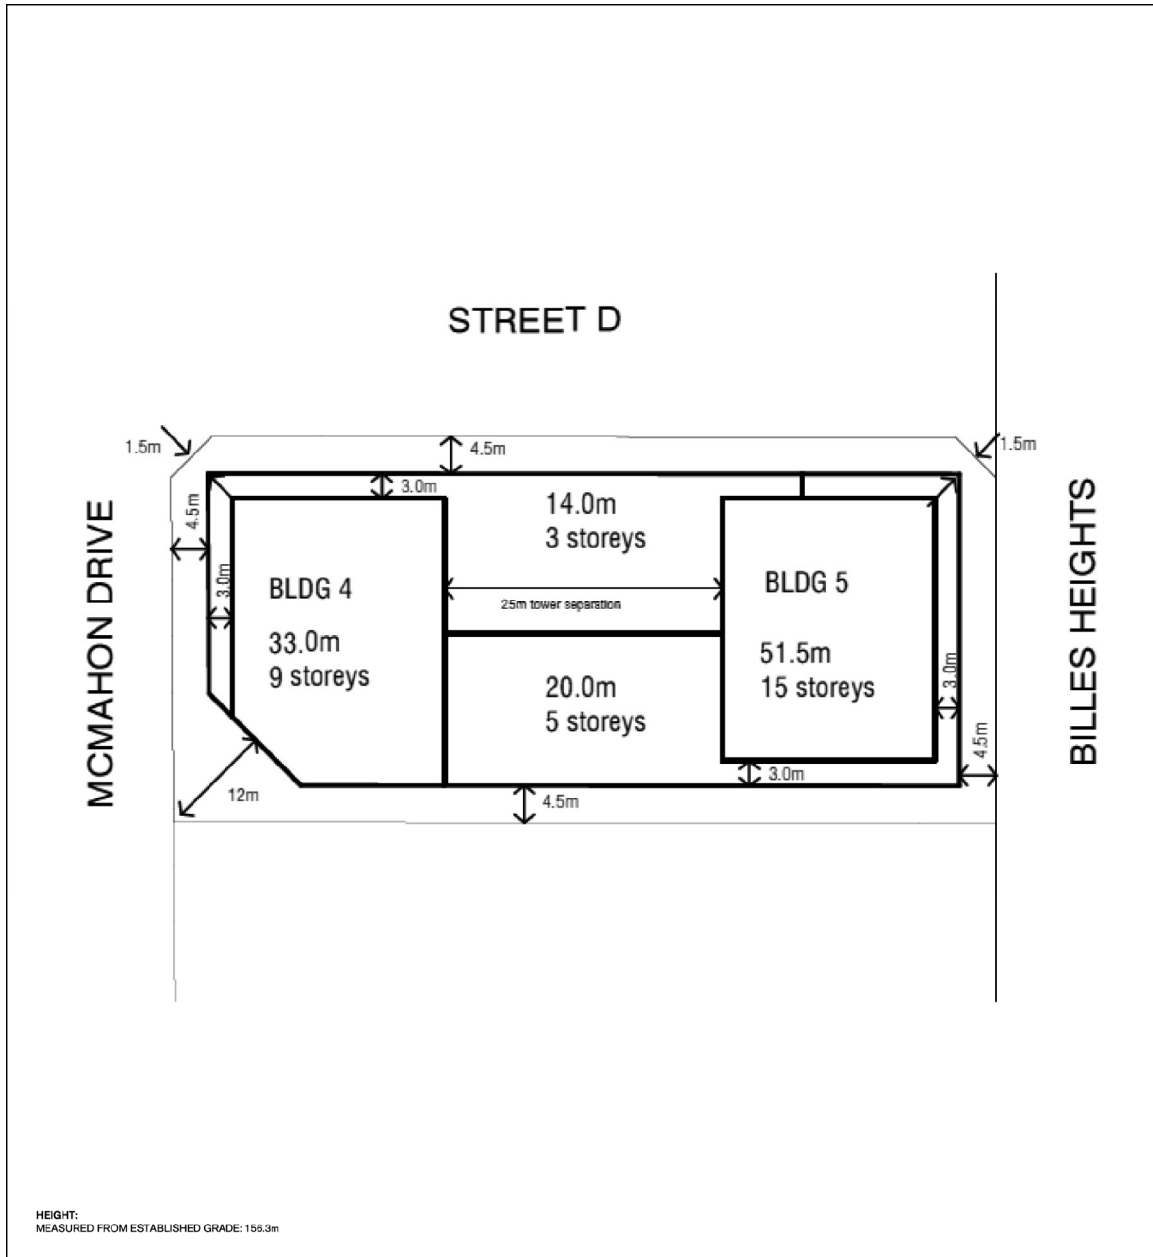 STREET D
1.5m
4.5m
1.5m
3.0m
14.0m
3 storeys
4.5m
MCMAHON DRIVE
BILLES HEIGHTS
3.0m
BLDG 4
33.0m
9 storeys
25m tower separation
BLDG 5
51.5m
15 storeys
20.0m
5 storeys
3.0m
4.5m
3.0m
12m
4.5m
HEIGHT:
MEASURED FROM ESTABLISHED GRADE: 156.3m